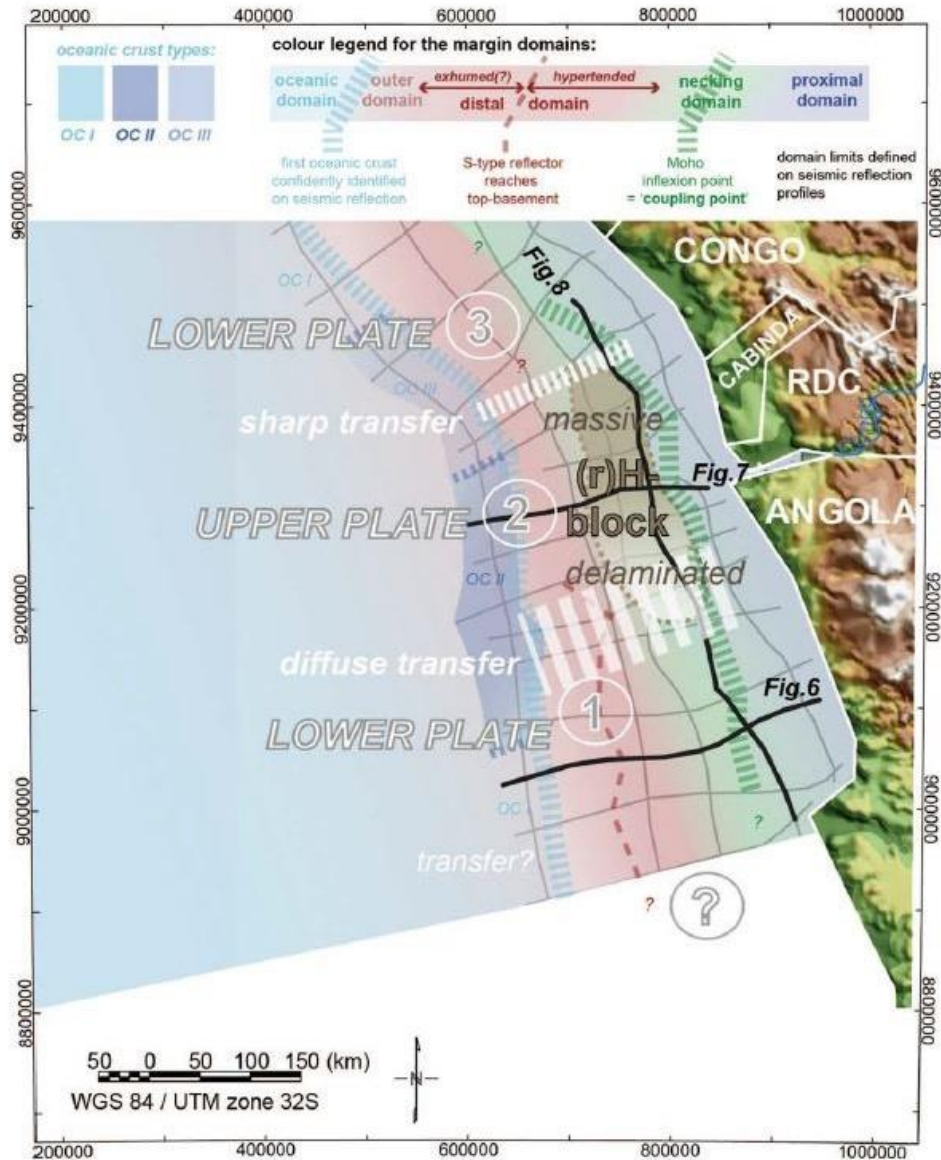 200000 400000 600000 800000 1000000
oceanic crust types:
OC I OC II OC III
colour legend for the margin domains:
oceanic domain
outer domain
exhumed(?)
hypertended
distal domain
necking domain
proximal domain
first oceanic crust
confidently identified
on seismic reflection
S-type reflector
reaches
top-basement
Moho
inflexion point
= 'coupling point'
domain limits defined
on seismic reflection
profiles
9600000
9600000
CONGO
Fig.8
?
OC I
LOWER PLATE 3
CABINDA
RDC
?
OC III
9400000
9400000
sharp transfer
massive
(r)H-
block
Fig.7
UPPER PLATE 2
ANGOLA
delaminated
OC II
9200000
9200000
diffuse transfer
Fig.6
LOWER PLATE 1
OC I
9000000
9000000
?
transfer?
?
?
8800000
8800000
50 0 50 100 150 (km)
N
WGS 84 / UTM zone 32S
200000 400000 600000 800000 1000000